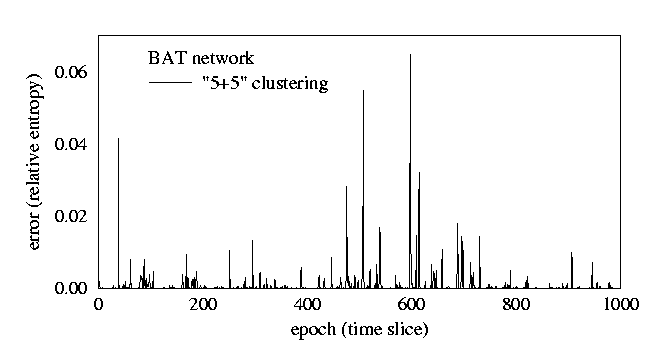 BAT network
"5+5" clustering
0.06
0.04
0.02
0.00
error (relative entropy)
0 200 400 600 800 1000
epoch (time slice)